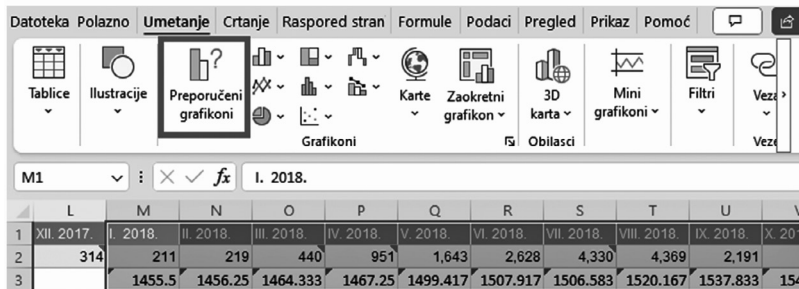 Datoteka Polazno Umetanje Crtanje Raspored stran Formule Podaci Pregled Prikaz Pomoć
Tablice Ilustracije Preporučeni grafikoni Karte Zaokretni grafikon 3D karta Mini grafikoni Filtri Veza
Grafikoni Obilasci Veze
M1 fx I. 2018.
L M N O P Q R S T U V
1 XII. 2017. I. 2018. II. 2018. III. 2018. IV. 2018. V. 2018. VI. 2018. VII. 2018. VIII. 2018. IX. 2018. X. 201
2 314 211 219 440 951 1,643 2,628 4,330 4,369 2,191
3 1455.5 1456.25 1464.333 1467.25 1499.417 1507.917 1506.583 1520.167 1537.833 154